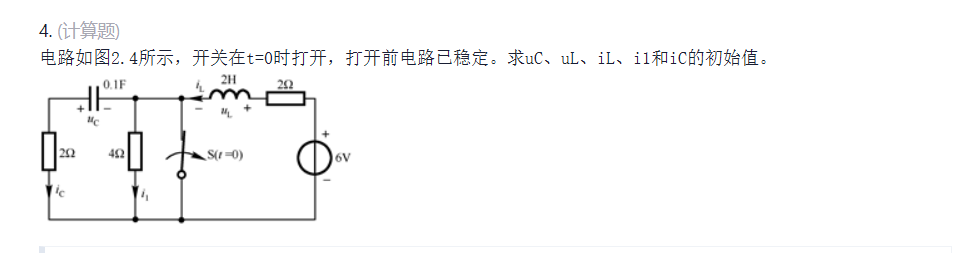 4. (计算题)
电路如图2.4所示，开关在t=0时打开，打开前电路已稳定。求uC、uL、iL、i1和iC的初始值。
0.1F
iL
2H
2Ω
+
−
uC
−
uL
+
2Ω
4Ω
S(t=0)
+
6V
−
iC
i1